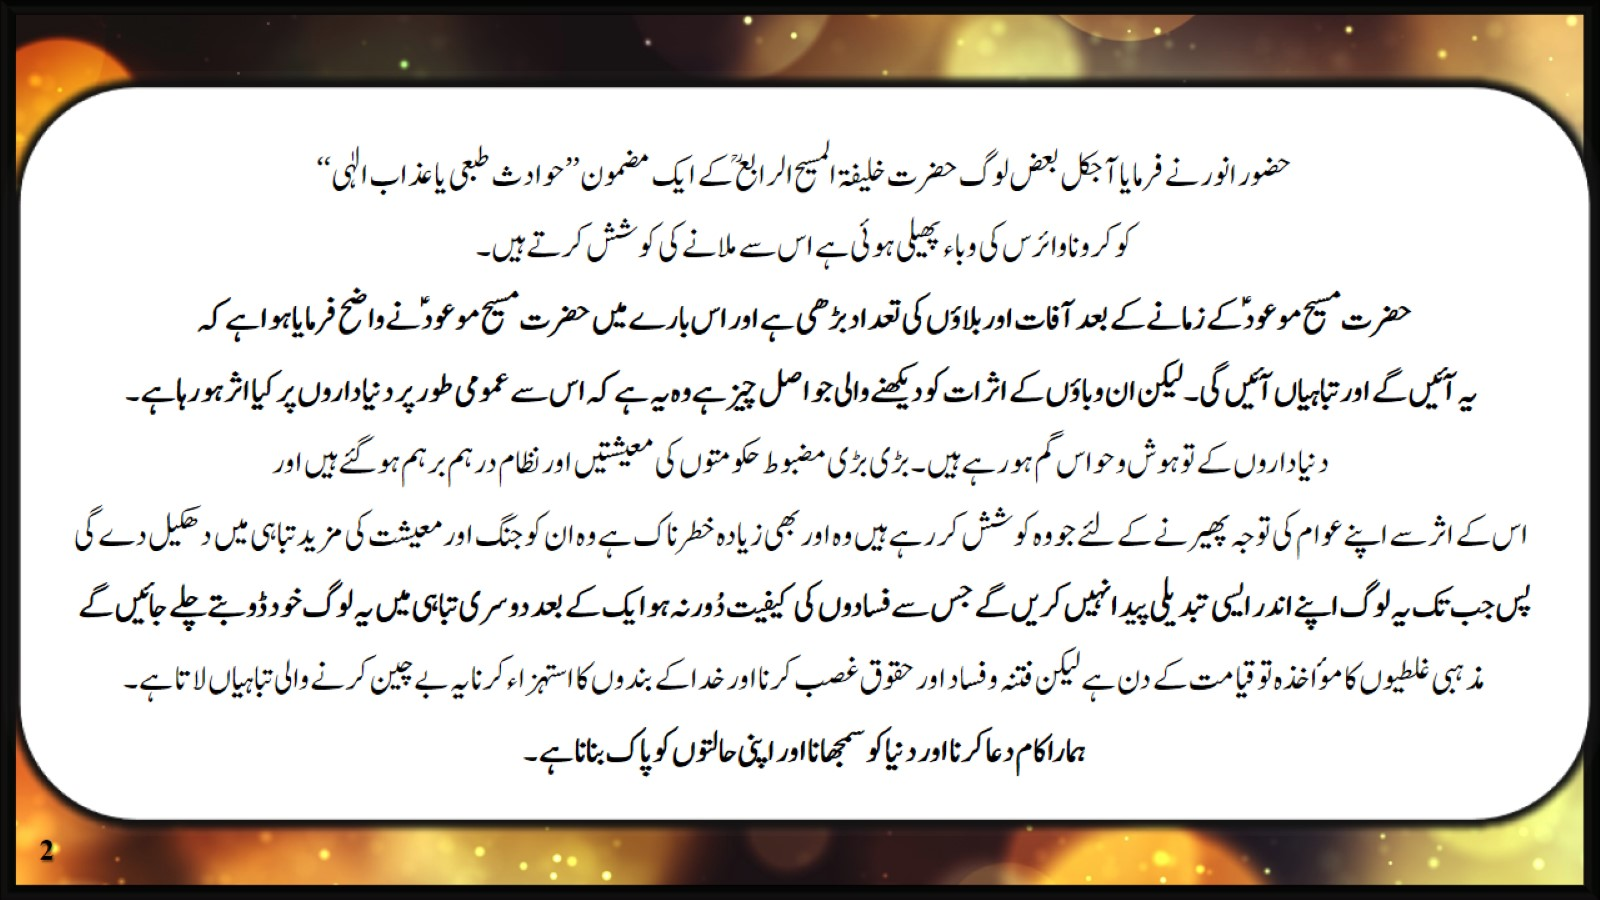 حضور انور نے فرمایا آجکل بعض لوگ حضرت خلیفۃ المسیح الرابعؒ کے ایک مضمون ”حوادث طبعی یا عذاب الٰہی“
کو کرونا وائرس کی وباء پھیلی ہوئی ہے اس سے ملانے کی کوشش کرتے ہیں۔
حضرت مسیح موعودؑ کے زمانے کے بعد آفات اور بلاؤں کی تعداد بڑھی ہے اور اس بارے میں حضرت مسیح موعودؑ نے واضح فرمایا ہوا ہے کہ
یہ آئیں گے اور تباہیاں آئیں گی۔ لیکن ان وباؤں کے اثرات کو دیکھنے والی جو اصل چیز ہے وہ یہ ہے کہ اس سے عمومی طور پر دنیا داروں پر کیا اثر ہو رہا ہے۔
دنیا داروں کے تو ہوش و حواس گم ہو رہے ہیں۔ بڑی بڑی مضبوط حکومتوں کی معیشتیں اور نظام درہم برہم ہو گئے ہیں اور
اس کے اثر سے اپنے عوام کی توجہ پھیرنے کے لئے جو وہ کوشش کر رہے ہیں وہ اور بھی زیادہ خطرناک ہے وہ ان کو جنگ اور معیشت کی مزید تباہی میں دھکیل دے گی
پس جب تک یہ لوگ اپنے اندر ایسی تبدیلی پیدا نہیں کریں گے جس سے فسادوں کی کیفیت دُور نہ ہو ایک کے بعد دوسری تباہی میں یہ لوگ خود ڈوبتے چلے جائیں گے
مذہبی غلطیوں کا مؤاخذہ تو قیامت کے دن ہے لیکن فتنہ و فساد اور حقوق غصب کرنا اور خدا کے بندوں کا استہزاء کرنا یہ بے چین کرنے والی تباہیاں لاتا ہے۔
ہمارا کام دعا کرنا اور دنیا کو سمجھانا اور اپنی حالتوں کو پاک بنانا ہے۔
2